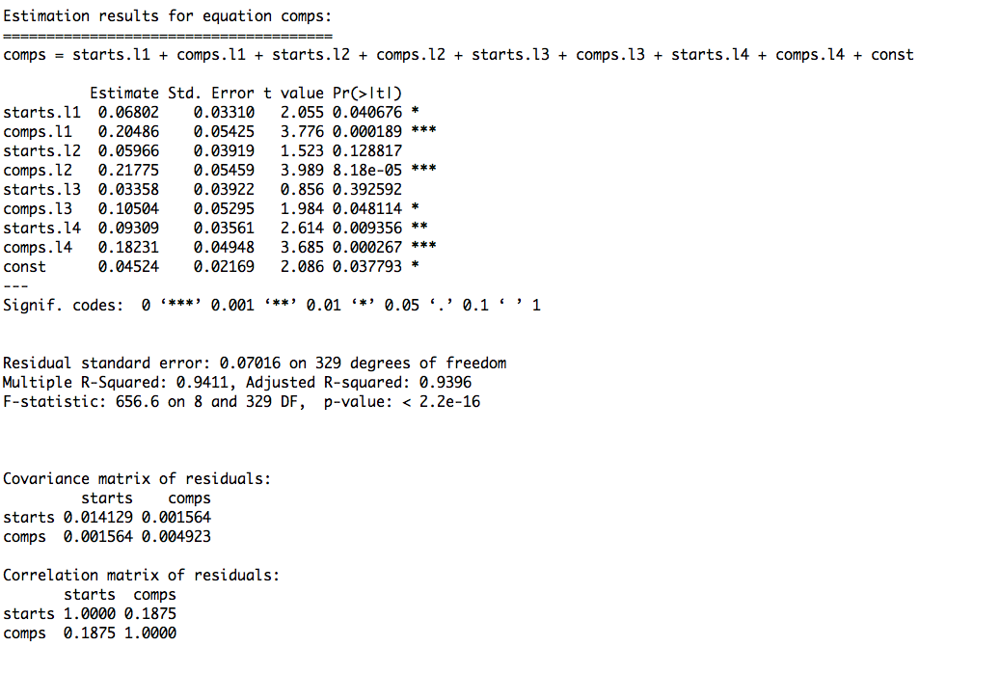 Estimation results for equation comps:
======================================
comps = starts.l1 + comps.l1 + starts.l2 + comps.l2 + starts.l3 + comps.l3 + starts.l4 + comps.l4 + const
Estimate Std. Error t value Pr(>|t|)
starts.l1 0.06802 0.03310 2.055 0.040676 *
comps.l1 0.20486 0.05425 3.776 0.000189 ***
starts.l2 0.05966 0.03919 1.523 0.128817
comps.l2 0.21775 0.05459 3.989 8.18e-05 ***
starts.l3 0.03358 0.03922 0.856 0.392592
comps.l3 0.10504 0.05295 1.984 0.048114 *
starts.l4 0.09309 0.03561 2.614 0.009356 **
comps.l4 0.18231 0.04948 3.685 0.000267 ***
const 0.04524 0.02169 2.086 0.037793 *
---
Signif. codes: 0 ‘***’ 0.001 ‘**’ 0.01 ‘*’ 0.05 ‘.’ 0.1 ‘ ’ 1
Residual standard error: 0.07016 on 329 degrees of freedom
Multiple R-Squared: 0.9411, Adjusted R-squared: 0.9396
F-statistic: 656.6 on 8 and 329 DF, p-value: < 2.2e-16
Covariance matrix of residuals:
starts comps
starts 0.014129 0.001564
comps 0.001564 0.004923
Correlation matrix of residuals:
starts comps
starts 1.0000 0.1875
comps 0.1875 1.0000